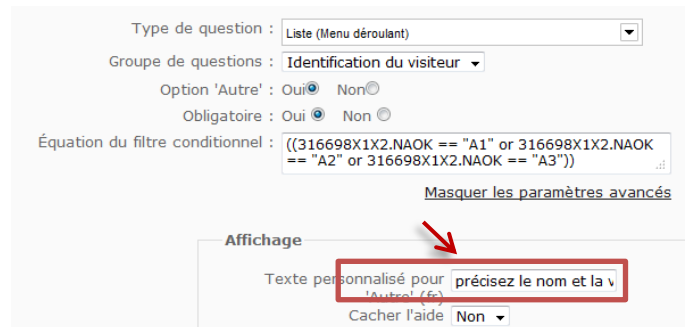 Type de question : Liste (Menu déroulant)
Groupe de questions : Identification du visiteur
Option 'Autre' : Oui Non
Obligatoire : Oui Non
Équation du filtre conditionnel : ((316698X1X2.NAOK == "A1" or 316698X1X2.NAOK
== "A2" or 316698X1X2.NAOK == "A3"))
Masquer les paramètres avancés
Affichage
Texte personnalisé pour précisez le nom et la v
'Autre' (fr)
Cacher l'aide Non